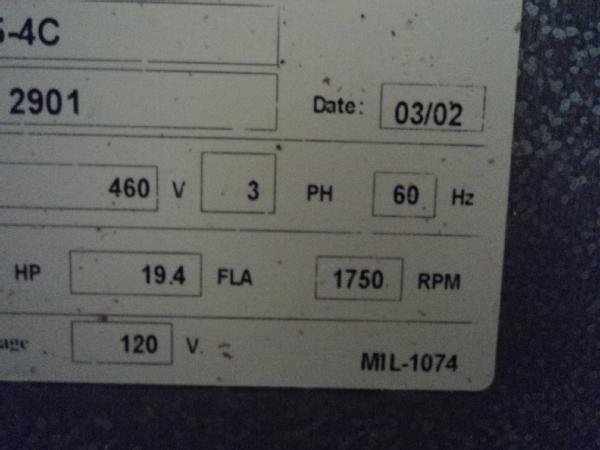 5-4C
2901 Date: 03/02
460 V 3 PH 60 Hz
HP 19.4 FLA 1750 RPM
age 120 V.
MIL-1074